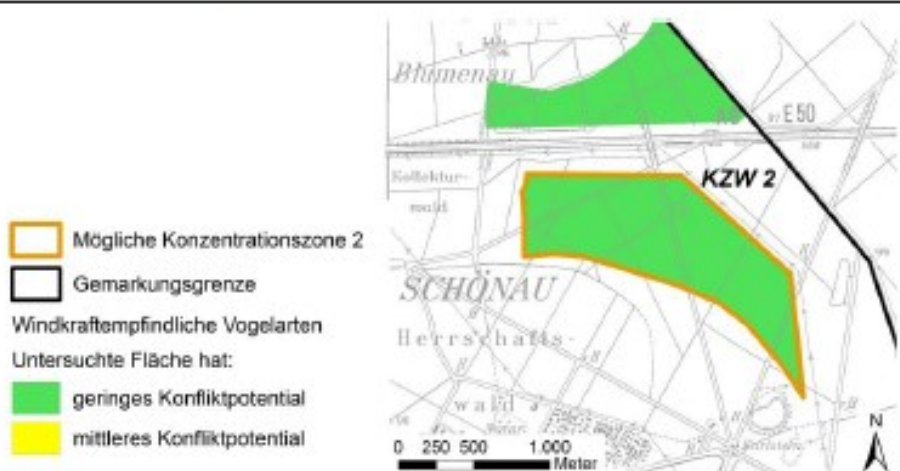 Mögliche Konzentrationszone 2
Gemarkungsgrenze
Windkraftempfindliche Vogelarten
Untersuchte Fläche hat:
geringes Konfliktpotential
mittleres Konfliktpotential
Blumenau
E 50
KZW 2
Kollektur-
wald
SCHÖNAU
Herrschafts-
wald
N
0 250 500 1.000
Meter